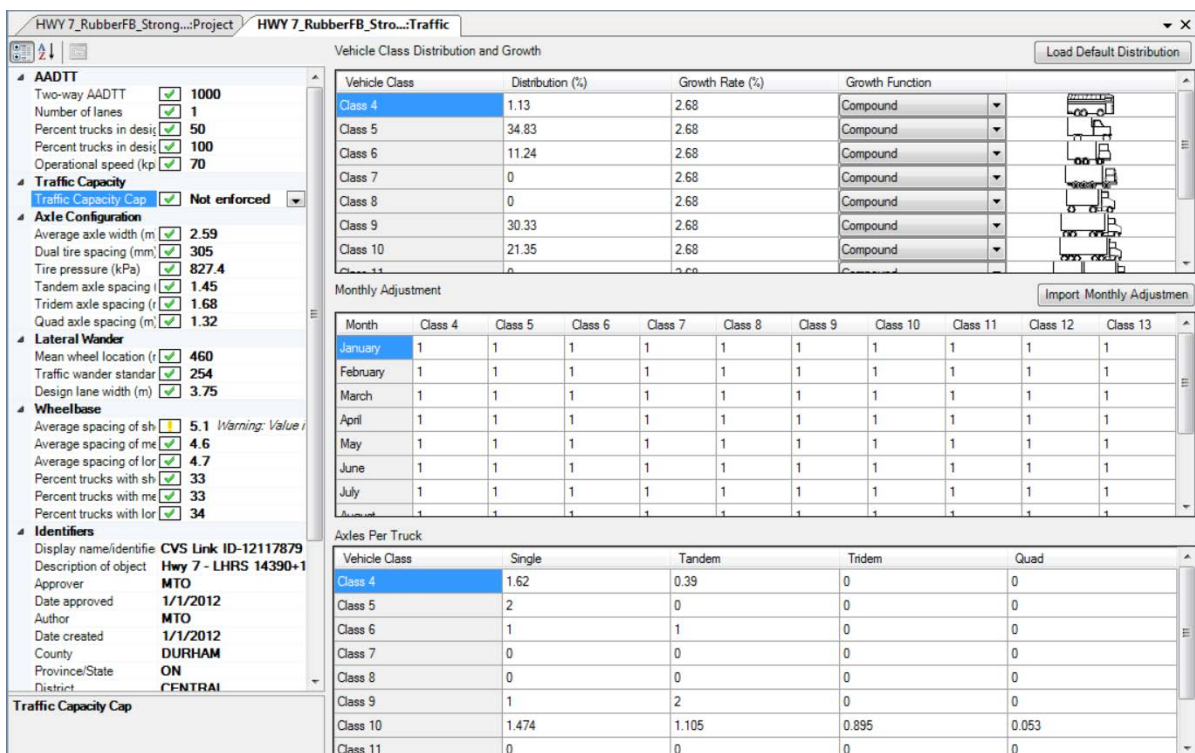 HWY 7_RubberFB_Strong...:Project HWY 7_RubberFB_Stro...:Traffic
Vehicle Class Distribution and Growth Load Default Distribution
AADTT
Two-way AADTT 1000
Number of lanes 1
Percent trucks in desig 50
Percent trucks in desig 100
Operational speed (kp 70
Traffic Capacity
Traffic Capacity Cap Not enforced
Axle Configuration
Average axle width (m 2.59
Dual tire spacing (mm) 305
Tire pressure (kPa) 827.4
Tandem axle spacing ( 1.45
Tridem axle spacing (r 1.68
Quad axle spacing (m) 1.32
Lateral Wander
Mean wheel location (r 460
Traffic wander standar 254
Design lane width (m) 3.75
Wheelbase
Average spacing of sh 5.1 Warning: Value i
Average spacing of me 4.6
Average spacing of lor 4.7
Percent trucks with sh 33
Percent trucks with me 33
Percent trucks with lor 34
Identifiers
Display name/identifie CVS Link ID-12117879
Description of object Hwy 7 - LHRS 14390+1
Approver MTO
Date approved 1/1/2012
Author MTO
Date created 1/1/2012
County DURHAM
Province/State ON
District CENTRAL
Traffic Capacity Cap
Vehicle Class Distribution (%) Growth Rate (%) Growth Function
Class 4 1.13 2.68 Compound
Class 5 34.83 2.68 Compound
Class 6 11.24 2.68 Compound
Class 7 0 2.68 Compound
Class 8 0 2.68 Compound
Class 9 30.33 2.68 Compound
Class 10 21.35 2.68 Compound
Class 11 0 2.68 Compound
Monthly Adjustment Import Monthly Adjustmen
Month Class 4 Class 5 Class 6 Class 7 Class 8 Class 9 Class 10 Class 11 Class 12 Class 13
January 1 1 1 1 1 1 1 1 1 1
February 1 1 1 1 1 1 1 1 1 1
March 1 1 1 1 1 1 1 1 1 1
April 1 1 1 1 1 1 1 1 1 1
May 1 1 1 1 1 1 1 1 1 1
June 1 1 1 1 1 1 1 1 1 1
July 1 1 1 1 1 1 1 1 1 1
August 1 1 1 1 1 1 1 1 1 1
Axles Per Truck
Vehicle Class Single Tandem Tridem Quad
Class 4 1.62 0.39 0 0
Class 5 2 0 0 0
Class 6 1 1 0 0
Class 7 0 0 0 0
Class 8 0 0 0 0
Class 9 1 2 0 0
Class 10 1.474 1.105 0.895 0.053
Class 11 0 0 0 0